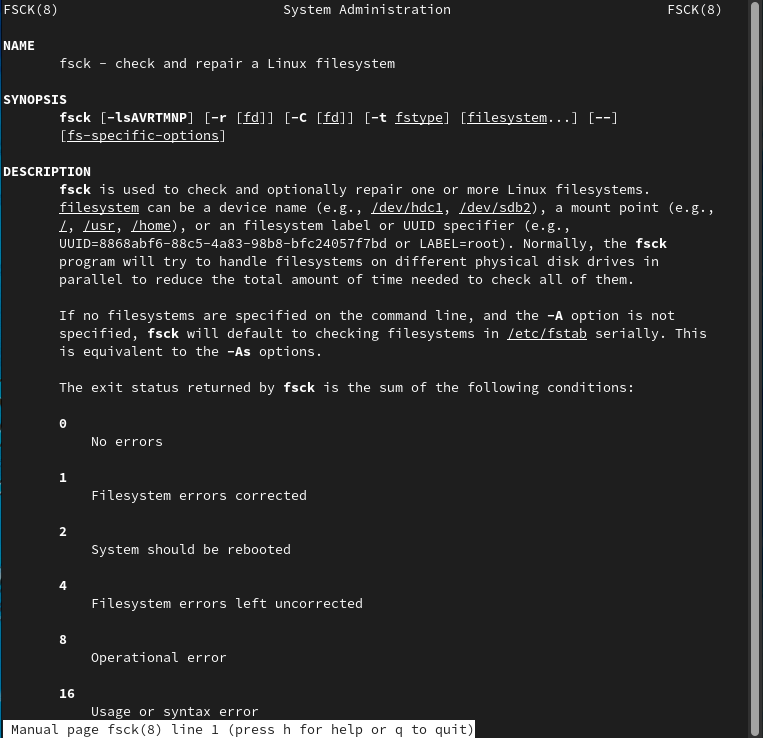 FSCK(8) System Administration FSCK(8)
NAME
fsck - check and repair a Linux filesystem
SYNOPSIS
fsck [-lsAVRTMNP] [-r [fd]] [-C [fd]] [-t fstype] [filesystem...] [--]
[fs-specific-options]
DESCRIPTION
fsck is used to check and optionally repair one or more Linux filesystems.
filesystem can be a device name (e.g., /dev/hdc1, /dev/sdb2), a mount point (e.g.,
/, /usr, /home), or an filesystem label or UUID specifier (e.g.,
UUID=8868abf6-88c5-4a83-98b8-bfc24057f7bd or LABEL=root). Normally, the fsck
program will try to handle filesystems on different physical disk drives in
parallel to reduce the total amount of time needed to check all of them.
If no filesystems are specified on the command line, and the -A option is not
specified, fsck will default to checking filesystems in /etc/fstab serially. This
is equivalent to the -As options.
The exit status returned by fsck is the sum of the following conditions:
0
No errors
1
Filesystem errors corrected
2
System should be rebooted
4
Filesystem errors left uncorrected
8
Operational error
16
Usage or syntax error
Manual page fsck(8) line 1 (press h for help or q to quit)